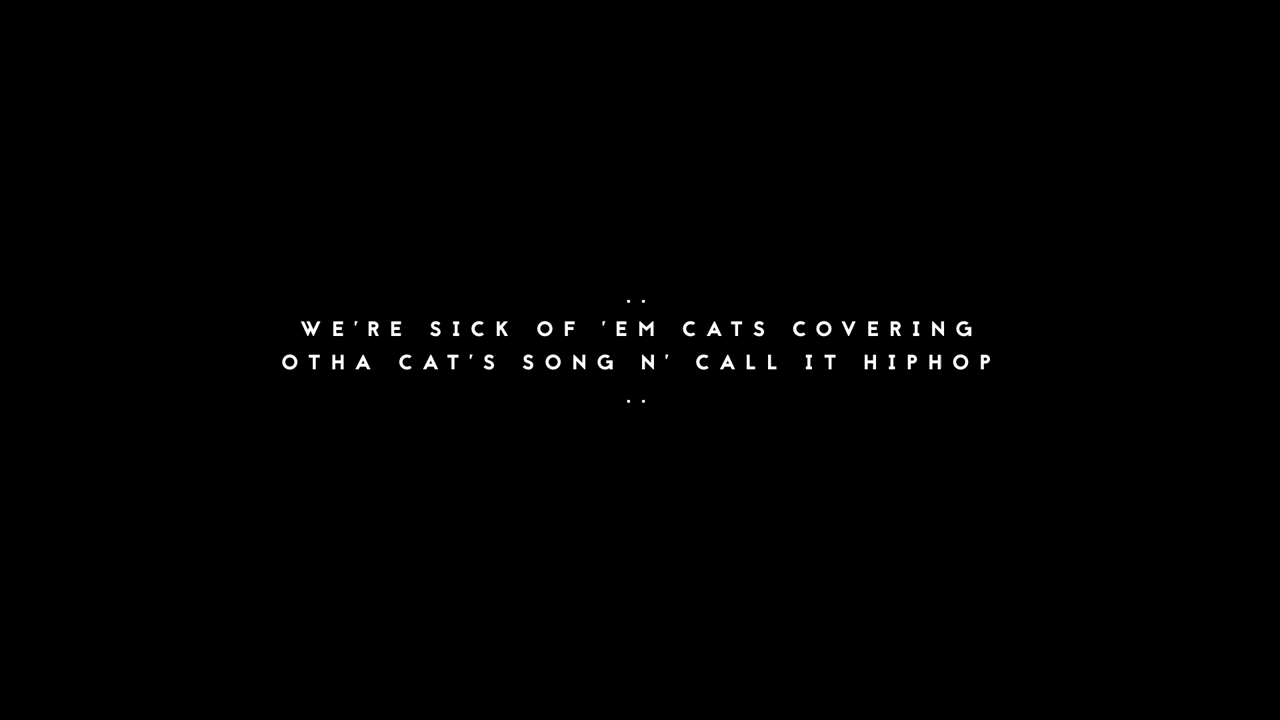 ..
WE'RE SICK OF 'EM CATS COVERING
OTHA CAT'S SONG N' CALL IT HIPHOP
..